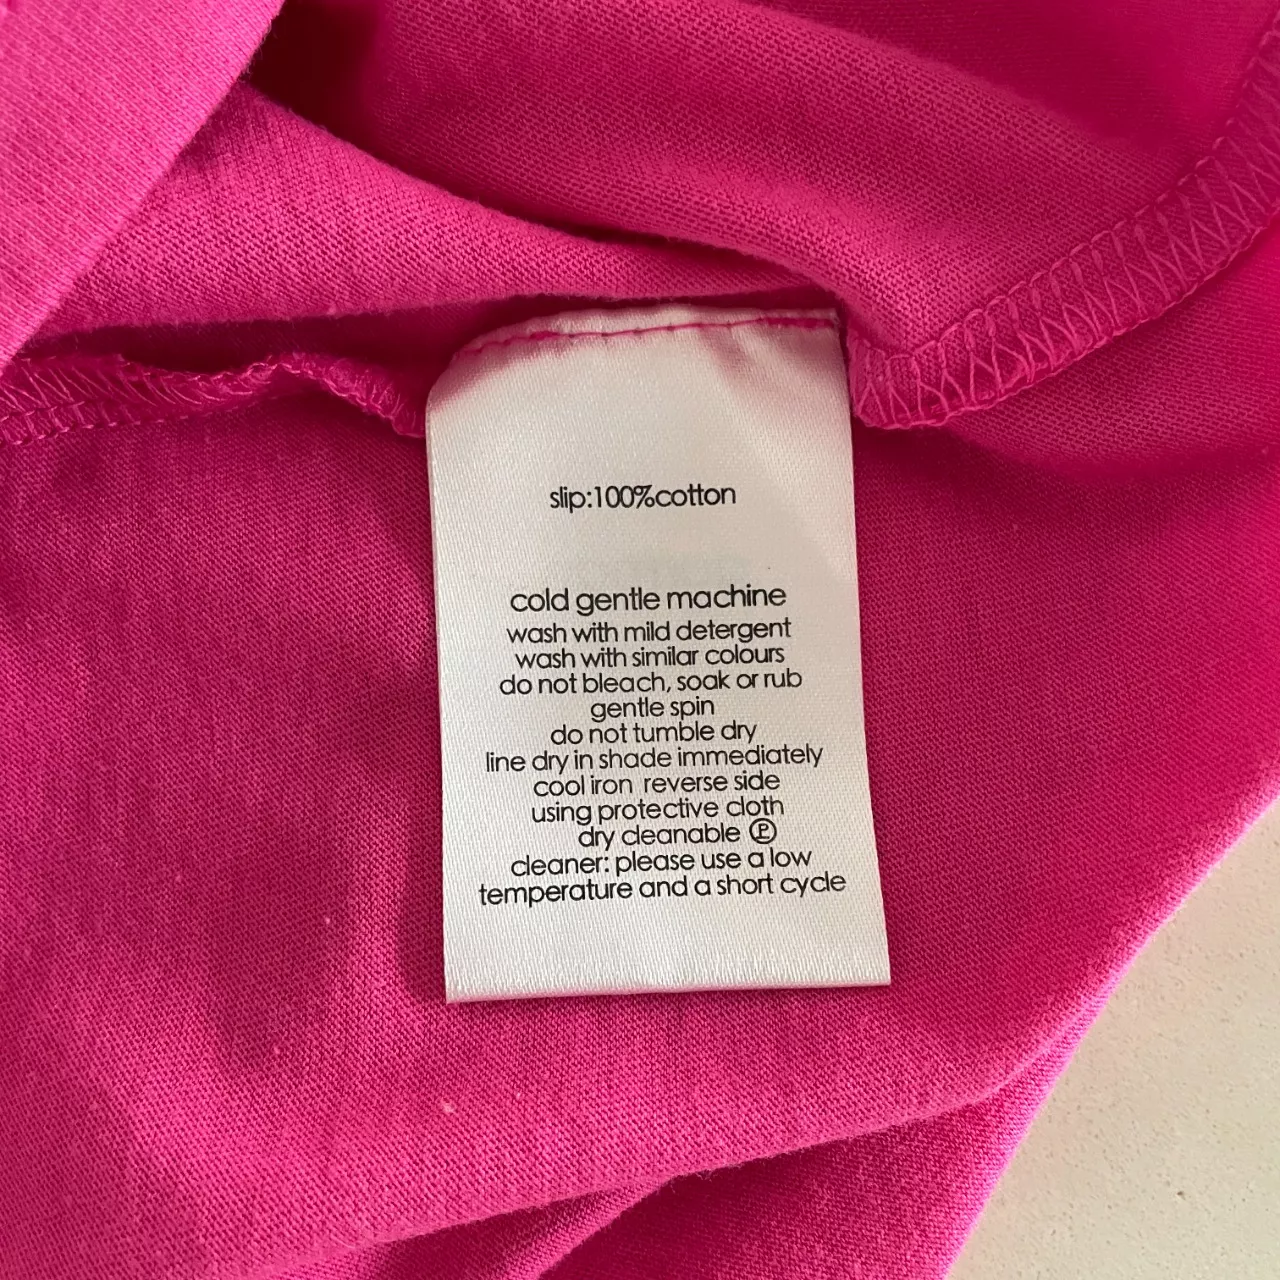 slip:100%cotton
cold gentle machine
wash with mild detergent
wash with similar colours
do not bleach, soak or rub
gentle spin
do not tumble dry
line dry in shade immediately
cool iron reverse side
using protective cloth
dry cleanable Ⓟ
cleaner: please use a low
temperature and a short cycle